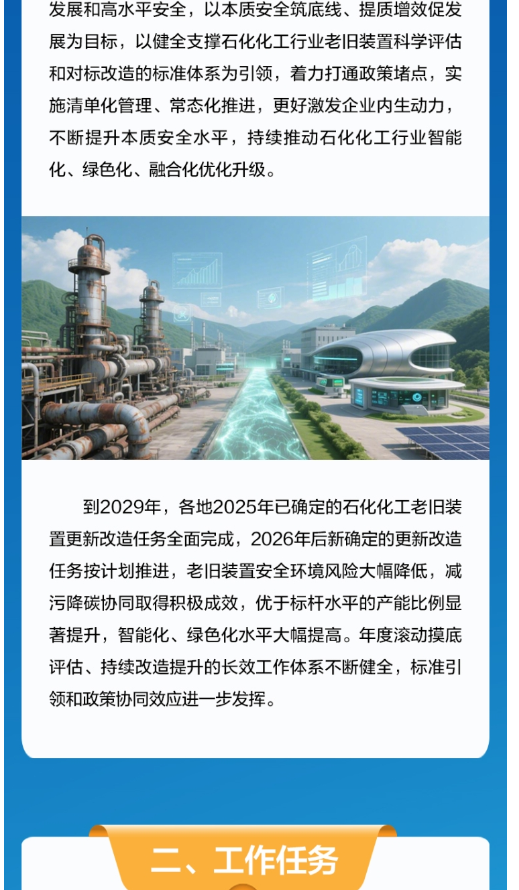 发展和高水平安全，以本质安全筑底线、提质增效促发
展为目标，以健全支撑石化化工行业老旧装置科学评估
和对标改造的标准体系为引领，着力打通政策堵点，实
施清单化管理、常态化推进，更好激发企业内生动力，
不断提升本质安全水平，持续推动石化化工行业智能
化、绿色化、融合化优化升级。
到2029年，各地2025年已确定的石化化工老旧装
置更新改造任务全面完成，2026年后新确定的更新改造
任务按计划推进，老旧装置安全环境风险大幅降低，减
污降碳协同取得积极成效，优于标杆水平的产能比例显
著提升，智能化、绿色化水平大幅提高。年度滚动摸底
评估、持续改造提升的长效工作体系不断健全，标准引
领和政策协同效应进一步发挥。
二、工作任务